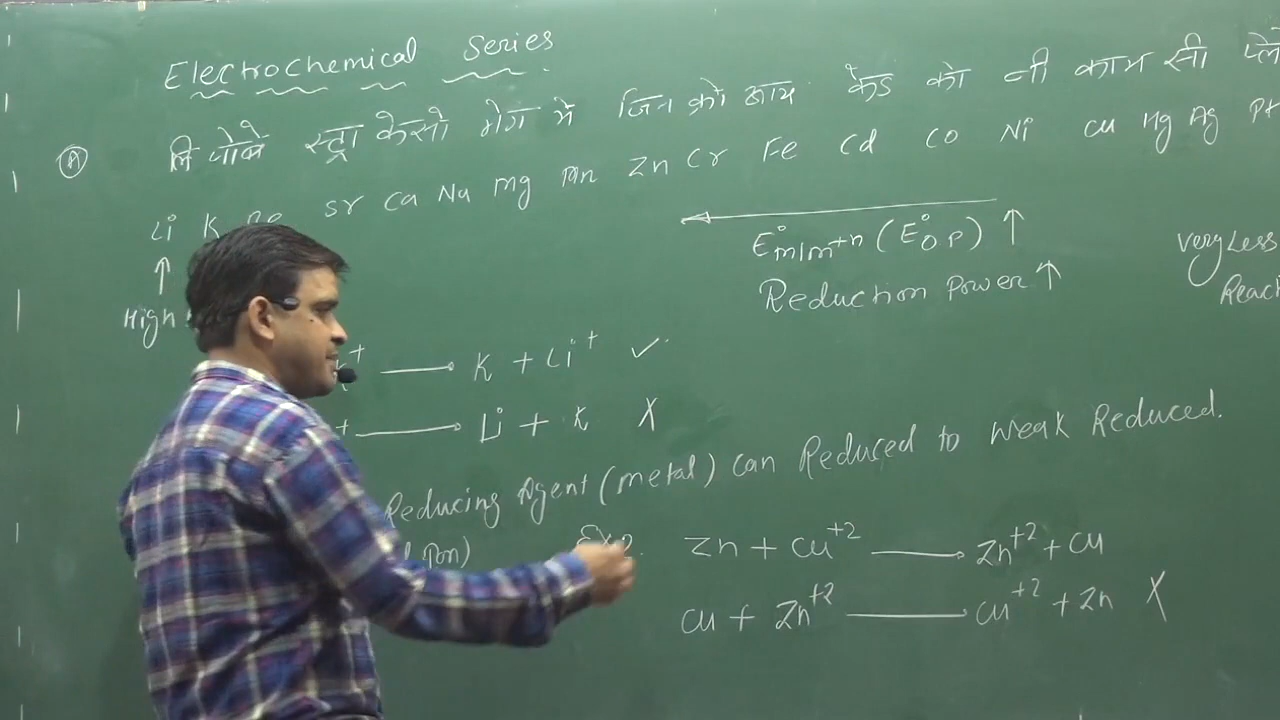 Electrochemical Series
A केसो मेग मे जिन को आय कैड को नी काम सी
Li K Ba Sr Ca Na Mg Mn Zn Cr Fe Cd Co Ni Cu Hg Ag Pt
E°m/m+n (E°OP) ↑
Reduction Power ↑
Very Less
High
K+ ⟶ K + Li+ ✓
+ ⟶ Li + K X
Reducing Agent (metal) can Reduced to weak Reduced.
Zn + Cu+2 ⟶ Zn+2 + Cu
Cu + Zn+2 ⟶ Cu+2 + Zn X